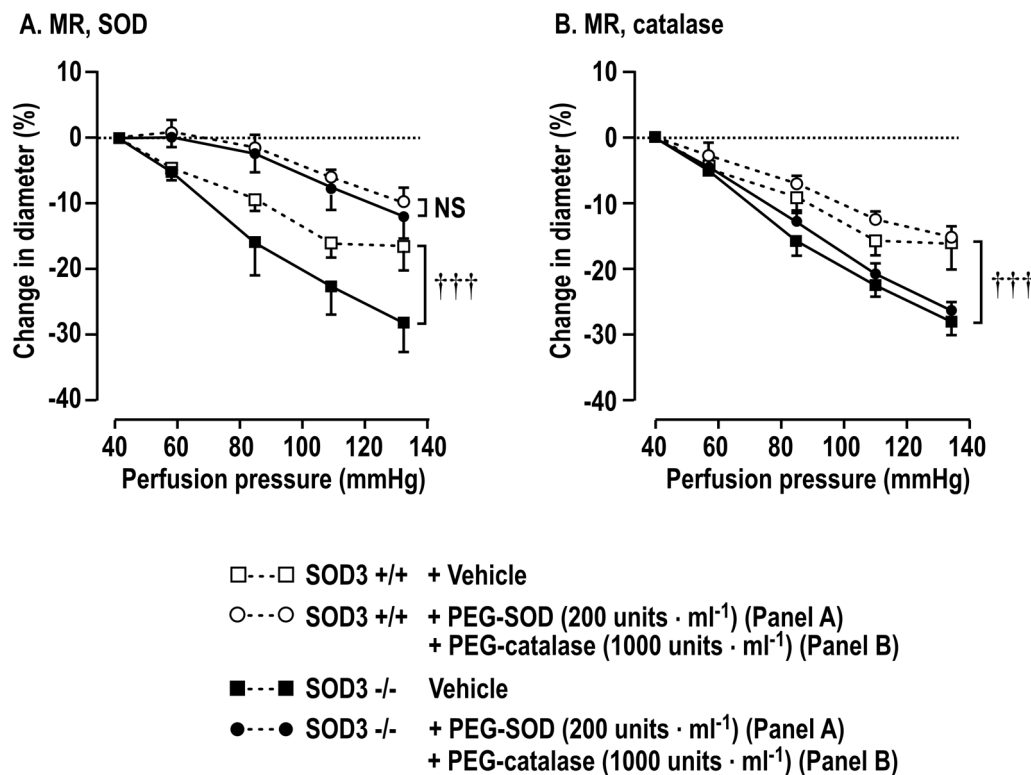 A. MR, SOD
Change in diameter (%)
10
0
-10
-20
-30
-40
NS
†††
40 60 80 100 120 140
Perfusion pressure (mmHg)
B. MR, catalase
Change in diameter (%)
10
0
-10
-20
-30
-40
†††
40 60 80 100 120 140
Perfusion pressure (mmHg)
SOD3 +/+ + Vehicle
SOD3 +/+ + PEG-SOD (200 units · ml⁻¹) (Panel A)
+ PEG-catalase (1000 units · ml⁻¹) (Panel B)
SOD3 -/- Vehicle
SOD3 -/- + PEG-SOD (200 units · ml⁻¹) (Panel A)
+ PEG-catalase (1000 units · ml⁻¹) (Panel B)